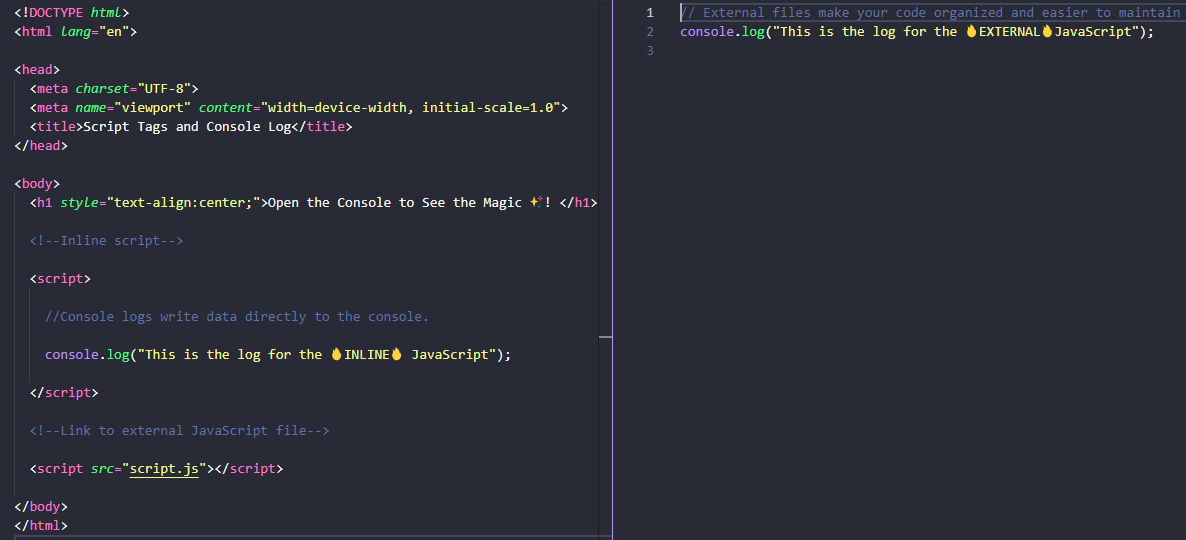 <!DOCTYPE html>
<html lang="en">
<head>
<meta charset="UTF-8">
<meta name="viewport" content="width=device-width, initial-scale=1.0">
<title>Script Tags and Console Log</title>
</head>
<body>
<h1 style="text-align:center;">Open the Console to See the Magic ✨! </h1>
<!--Inline script-->
<script>
//Console logs write data directly to the console.
console.log("This is the log for the 🔥INLINE🔥 JavaScript");
</script>
<!--Link to external JavaScript file-->
<script src="script.js"></script>
</body>
</html>
1 // External files make your code organized and easier to maintain
2 console.log("This is the log for the 🔥EXTERNAL🔥JavaScript");
3